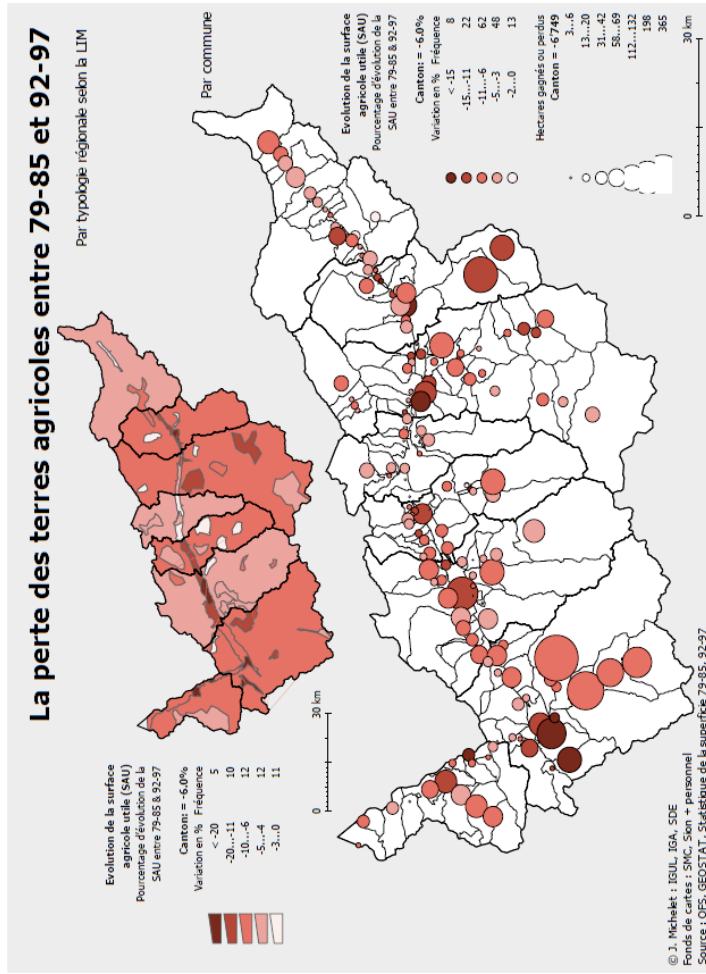 La perte des terres agricoles entre 79-85 et 92-97
Par typologie régionale selon la LIM
Evolution de la surface
agricole utile (SAU)
Pourcentage d'évolution de la
SAU entre 79-85 & 92-97
Canton: = -6.0%
Variation en % Fréquence
< -20 5
-20...-11 10
-10...-6 12
-5...-4 12
-3...0 11
0 30 km
Par commune
Evolution de la surface
agricole utile (SAU)
Pourcentage d'évolution de la
SAU entre 79-85 & 92-97
Canton: = -6.0%
Variation en % Fréquence
< -15 8
-15...-11 22
-11...-6 62
-5...-3 48
-2...0 13
Hectares gagnés ou perdus
Canton = -6'749
3...6
13...20
31...42
58...69
112...132
198
365
0 30 km
© J. Michelet : IGUL, IGA, SDE
Fonds de cartes : SMC, Sion + personnel
Source : OFS, GEOSTAT, Statistique de la superficie 79-85, 92-97